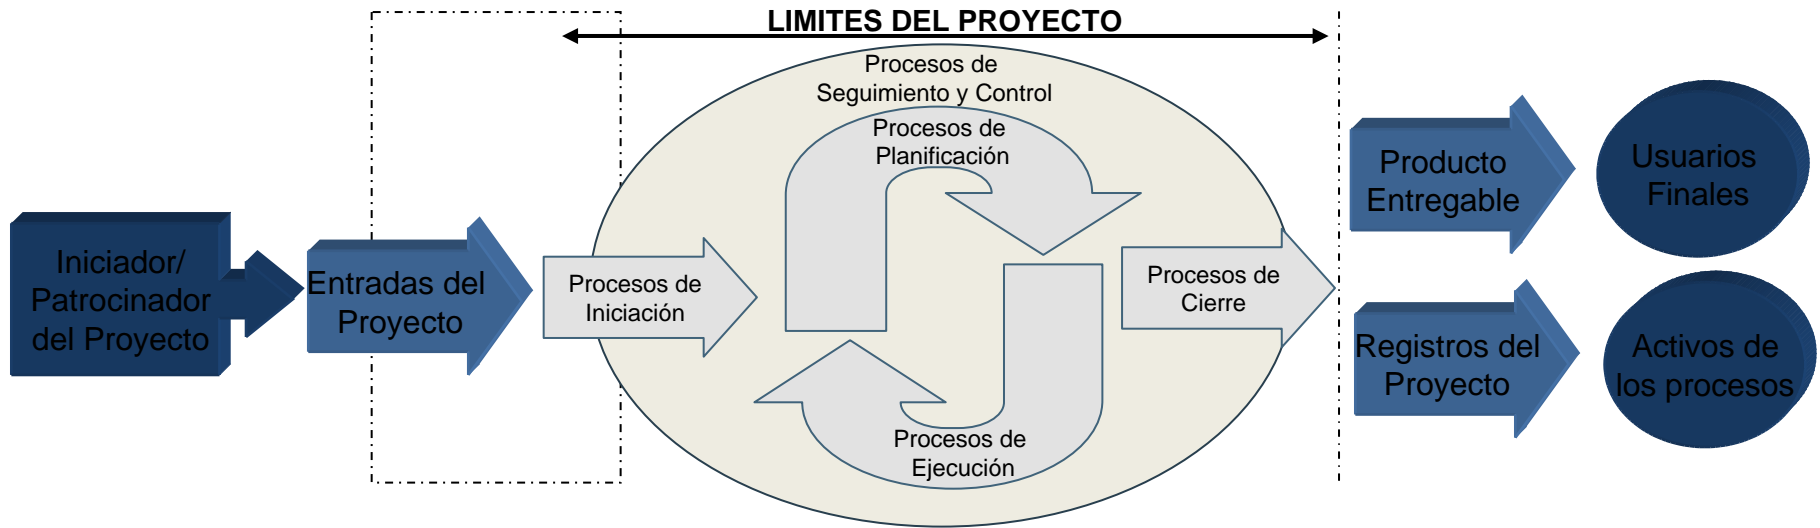 LIMITES DEL PROYECTO
Procesos de
Seguimiento y Control
Procesos de
Planificación
Iniciador/
Patrocinador
del Proyecto
Entradas del
Proyecto
Procesos de
Iniciación
Procesos de
Cierre
Procesos de
Ejecución
Producto
Entregable
Usuarios
Finales
Registros del
Proyecto
Activos de
los procesos